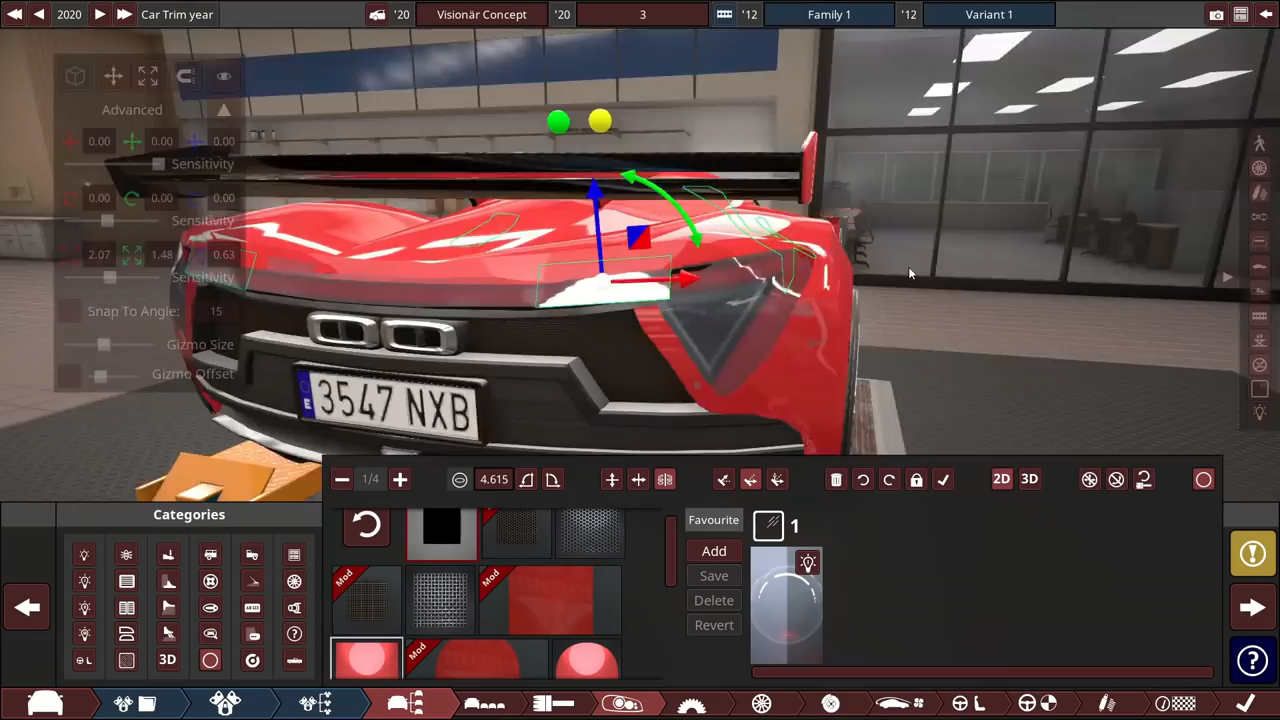 2020 Car Trim year '20 Visionär Concept '20 3 '12 Family 1 '12 Variant 1
Advanced
0.00 0.00 0.00
Sensitivity
0.00 0.00 0.00
Sensitivity
2.07 1.48 0.63
Sensitivity
Snap To Angle: 15
Gizmo Size
Gizmo Offset
E 3547 NXB
1/4 4.615 2D 3D
Categories
3D
L
Favourite
Add
Save
Delete
Revert
1
Mod
Mod
Mod
Mod
L